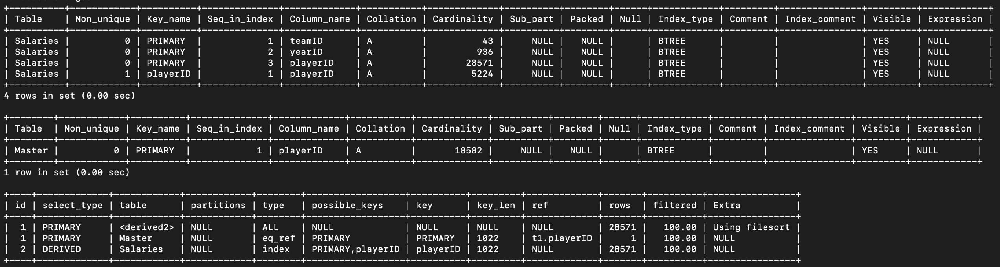 +----------+------------+----------+--------------+-------------+-----------+-------------+----------+--------+------+------------+---------+---------------+---------+------------+
| Table    | Non_unique | Key_name | Seq_in_index | Column_name | Collation | Cardinality | Sub_part | Packed | Null | Index_type | Comment | Index_comment | Visible | Expression |
+----------+------------+----------+--------------+-------------+-----------+-------------+----------+--------+------+------------+---------+---------------+---------+------------+
| Salaries |          0 | PRIMARY  |            1 | teamID      | A         |          43 |     NULL |   NULL |      | BTREE      |         |               | YES     | NULL       |
| Salaries |          0 | PRIMARY  |            2 | yearID      | A         |         936 |     NULL |   NULL |      | BTREE      |         |               | YES     | NULL       |
| Salaries |          0 | PRIMARY  |            3 | playerID    | A         |       28571 |     NULL |   NULL |      | BTREE      |         |               | YES     | NULL       |
| Salaries |          1 | playerID |            1 | playerID    | A         |        5224 |     NULL |   NULL |      | BTREE      |         |               | YES     | NULL       |
+----------+------------+----------+--------------+-------------+-----------+-------------+----------+--------+------+------------+---------+---------------+---------+------------+
4 rows in set (0.00 sec)

+--------+------------+----------+--------------+-------------+-----------+-------------+----------+--------+------+------------+---------+---------------+---------+------------+
| Table  | Non_unique | Key_name | Seq_in_index | Column_name | Collation | Cardinality | Sub_part | Packed | Null | Index_type | Comment | Index_comment | Visible | Expression |
+--------+------------+----------+--------------+-------------+-----------+-------------+----------+--------+------+------------+---------+---------------+---------+------------+
| Master |          0 | PRIMARY  |            1 | playerID    | A         |       18582 |     NULL |   NULL |      | BTREE      |         |               | YES     | NULL       |
+--------+------------+----------+--------------+-------------+-----------+-------------+----------+--------+------+------------+---------+---------------+---------+------------+
1 row in set (0.00 sec)

+----+-------------+------------+------------+--------+------------------+----------+---------+-------------+-------+----------+----------------+
| id | select_type | table      | partitions | type   | possible_keys    | key      | key_len | ref         | rows  | filtered | Extra          |
+----+-------------+------------+------------+--------+------------------+----------+---------+-------------+-------+----------+----------------+
|  1 | PRIMARY     | <derived2> | NULL       | ALL    | NULL             | NULL     | NULL    | NULL        | 28571 |   100.00 | Using filesort |
|  1 | PRIMARY     | Master     | NULL       | eq_ref | PRIMARY          | PRIMARY  | 1022    | t1.playerID |     1 |   100.00 | NULL           |
|  2 | DERIVED     | Salaries   | NULL       | index  | PRIMARY,playerID | playerID | 1022    | NULL        | 28571 |   100.00 | NULL           |
+----+-------------+------------+------------+--------+------------------+----------+---------+-------------+-------+----------+----------------+